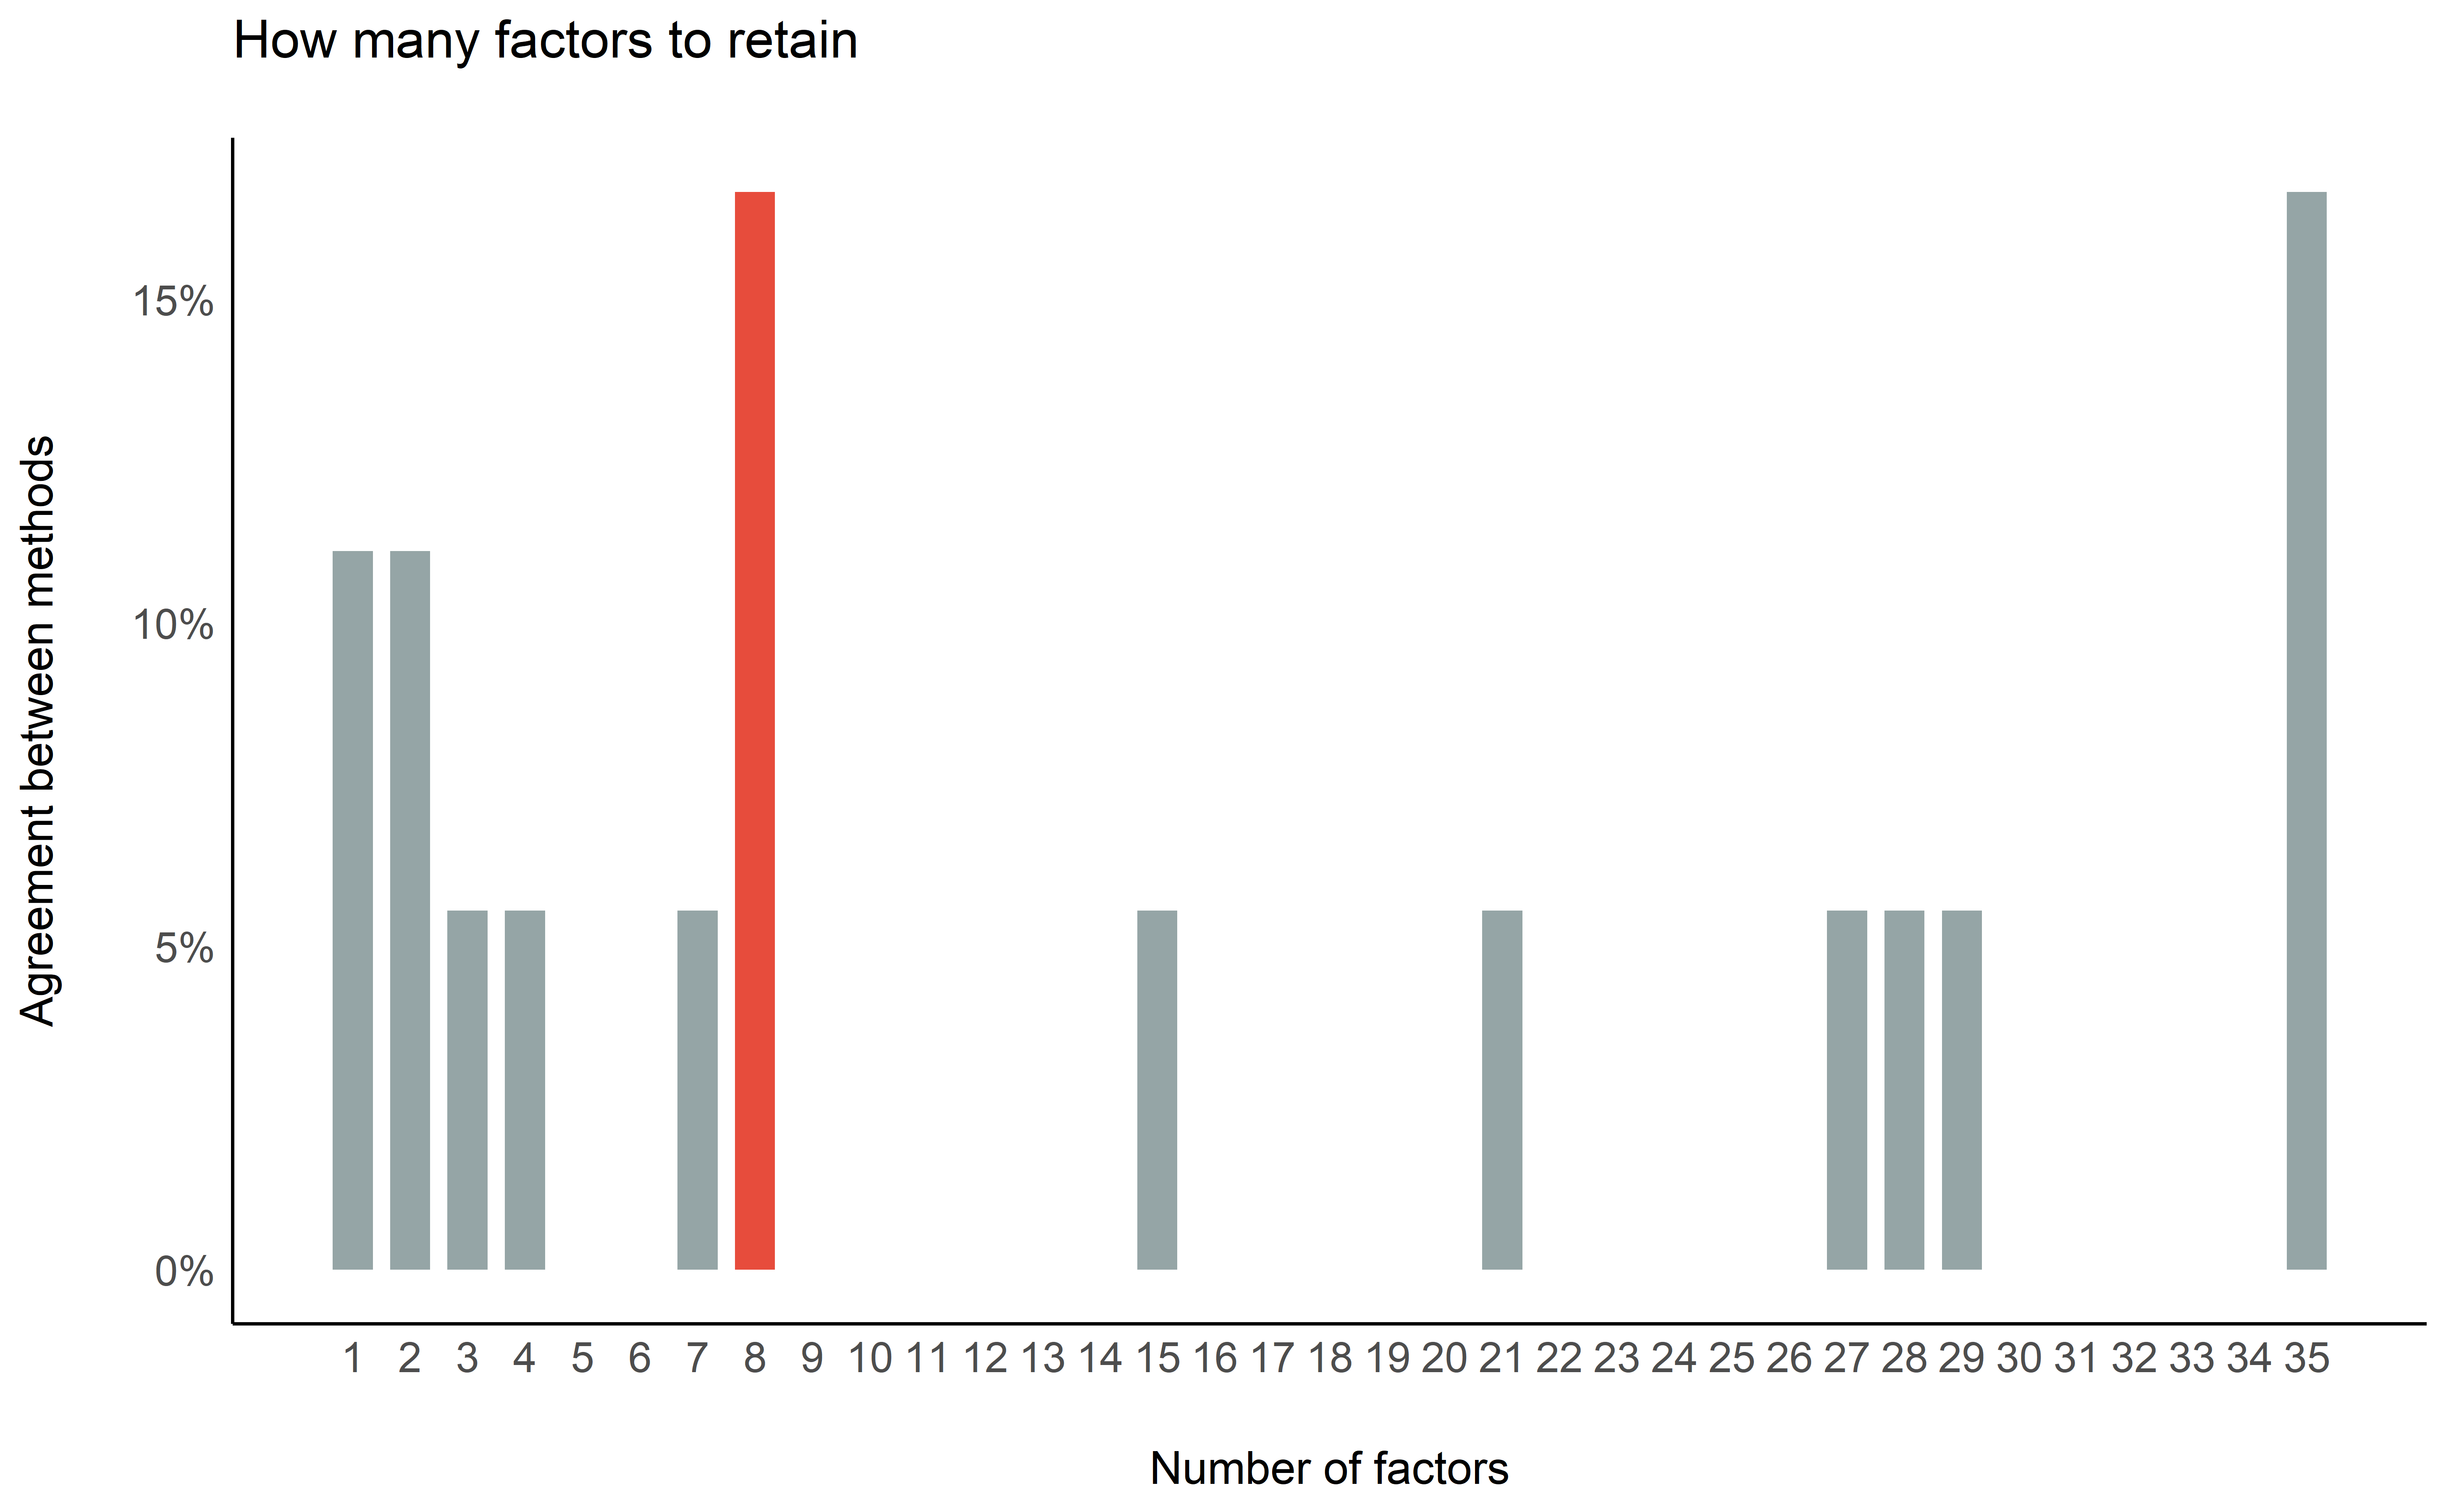 How many factors to retain
Agreement between methods
15%
10%
5%
0%
1 2 3 4 5 6 7 8 9 10 11 12 13 14 15 16 17 18 19 20 21 22 23 24 25 26 27 28 29 30 31 32 33 34 35
Number of factors